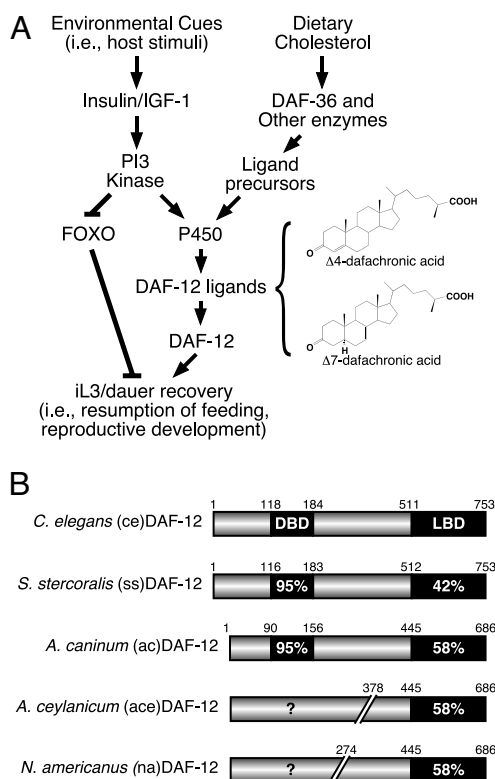 A
Environmental Cues
(i.e., host stimuli)
Dietary
Cholesterol
Insulin/IGF-1
DAF-36 and
Other enzymes
PI3
Kinase
Ligand
precursors
FOXO
P450
DAF-12 ligands
DAF-12
iL3/dauer recovery
(i.e., resumption of feeding,
reproductive development)
COOH
O
Δ4-dafachronic acid
COOH
O
H
Δ7-dafachronic acid
B
1 118 184 511 753
C. elegans (ce)DAF-12 DBD LBD
1 116 183 512 753
S. stercoralis (ss)DAF-12 95% 42%
1 90 156 445 686
A. caninum (ac)DAF-12 95% 58%
378 445 686
A. ceylanicum (ace)DAF-12 ? 58%
274 445 686
N. americanus (na)DAF-12 ? 58%